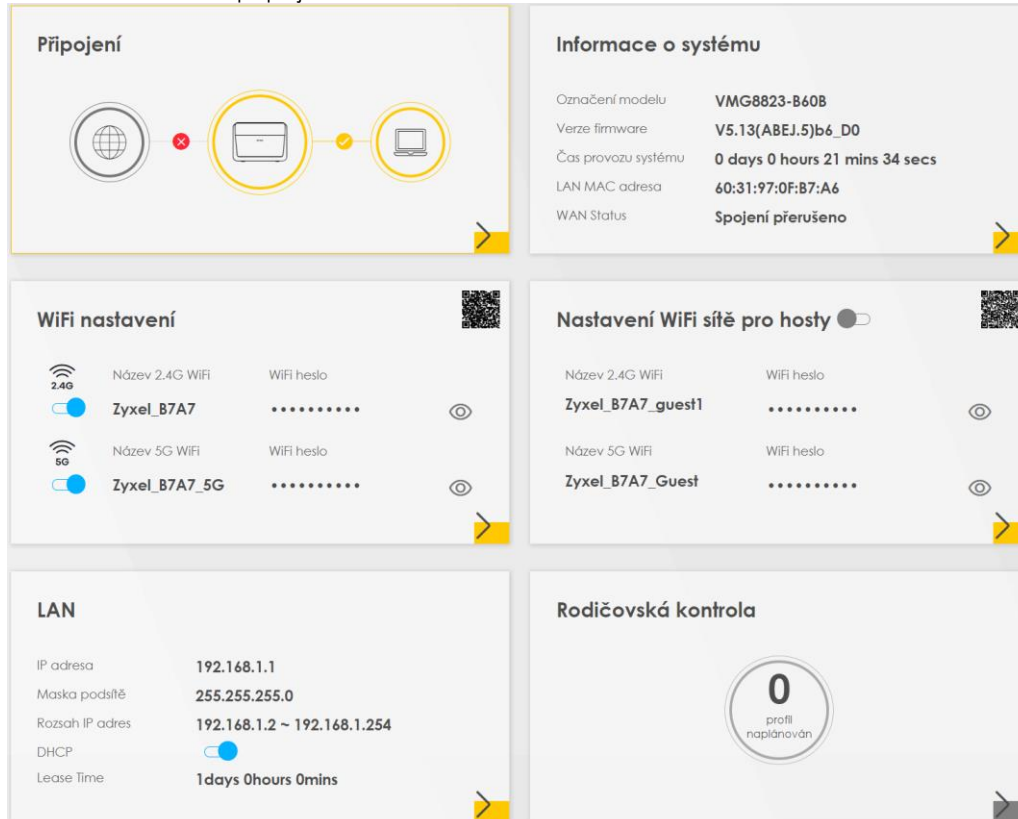 Připojení
Informace o systému
Označení modelu VMG8823-B60B
Verze firmware V5.13(ABEJ.5)b6_D0
Čas provozu systému 0 days 0 hours 21 mins 34 secs
LAN MAC adresa 60:31:97:0F:B7:A6
WAN Status Spojení přerušeno
WiFi nastavení
2.4G
Název 2.4G WiFi WiFi heslo
Zyxel_B7A7 ••••••••••
5G
Název 5G WiFi WiFi heslo
Zyxel_B7A7_5G ••••••••••
Nastavení WiFi sítě pro hosty
Název 2.4G WiFi WiFi heslo
Zyxel_B7A7_guest1 ••••••••••
Název 5G WiFi WiFi heslo
Zyxel_B7A7_Guest ••••••••••
LAN
IP adresa 192.168.1.1
Maska podsítě 255.255.255.0
Rozsah IP adres 192.168.1.2 ~ 192.168.1.254
DHCP
Lease Time 1days 0hours 0mins
Rodičovská kontrola
0
profil
naplánován